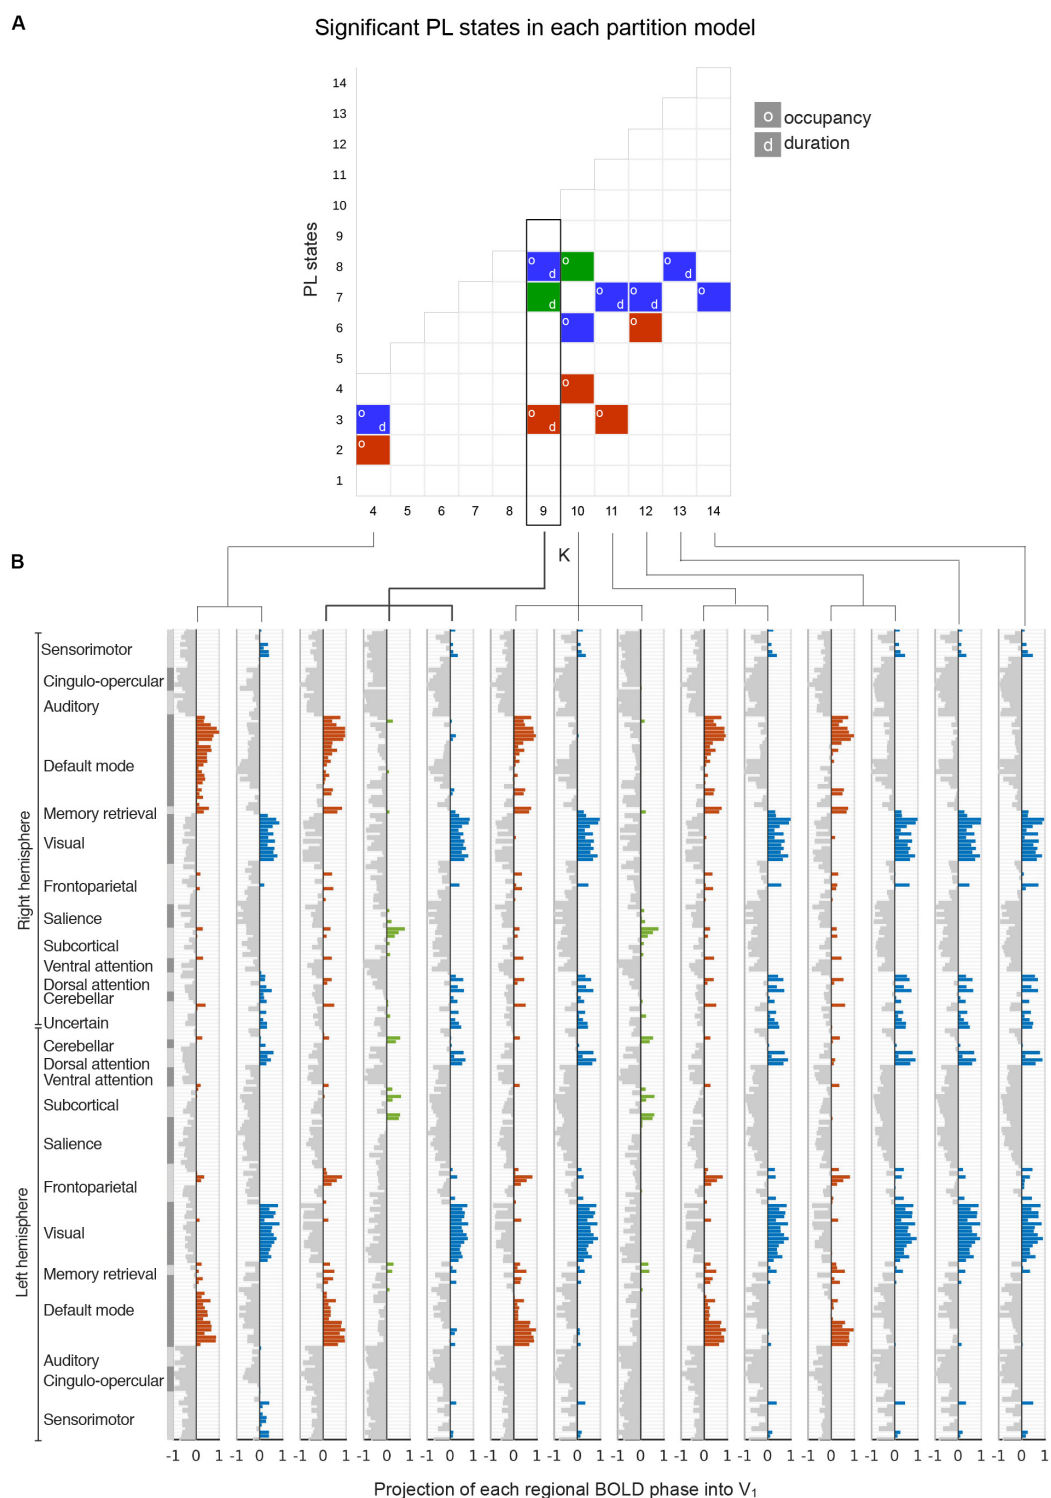 A
Significant PL states in each partition model
14
13
12
11
10
9
8
7
6
5
4
3
2
1
PL states
o occupancy
d duration
o o o
d d
o o o
d d d
o o
o
o o o
d d
o
4 5 6 7 8 9 10 11 12 13 14
K
B
Right hemisphere
Sensorimotor
Cingulo-opercular
Auditory
Default mode
Memory retrieval
Visual
Frontoparietal
Salience
Subcortical
Ventral attention
Dorsal attention
Cerebellar
Uncertain
Left hemisphere
Cerebellar
Dorsal attention
Ventral attention
Subcortical
Salience
Frontoparietal
Visual
Memory retrieval
Default mode
Auditory
Cingulo-opercular
Sensorimotor
-1 0 1 -1 0 1 -1 0 1 -1 0 1 -1 0 1 -1 0 1 -1 0 1 -1 0 1 -1 0 1 -1 0 1 -1 0 1 -1 0 1 -1 0 1 -1 0 1
Projection of each regional BOLD phase into V₁